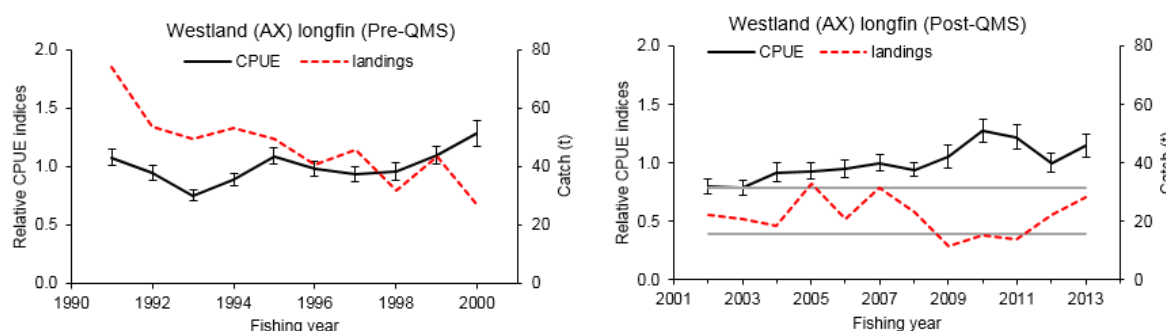 Westland (AX) longfin (Pre-QMS)
CPUE
landings
Relative CPUE indices
2.0
1.5
1.0
0.5
0.0
80
60
40
20
0
Catch (t)
1990 1992 1994 1996 1998 2000
Fishing year
Westland (AX) longfin (Post-QMS)
CPUE
landings
Relative CPUE indices
2.0
1.5
1.0
0.5
0.0
80
60
40
20
0
Catch (t)
2001 2003 2005 2007 2009 2011 2013
Fishing year